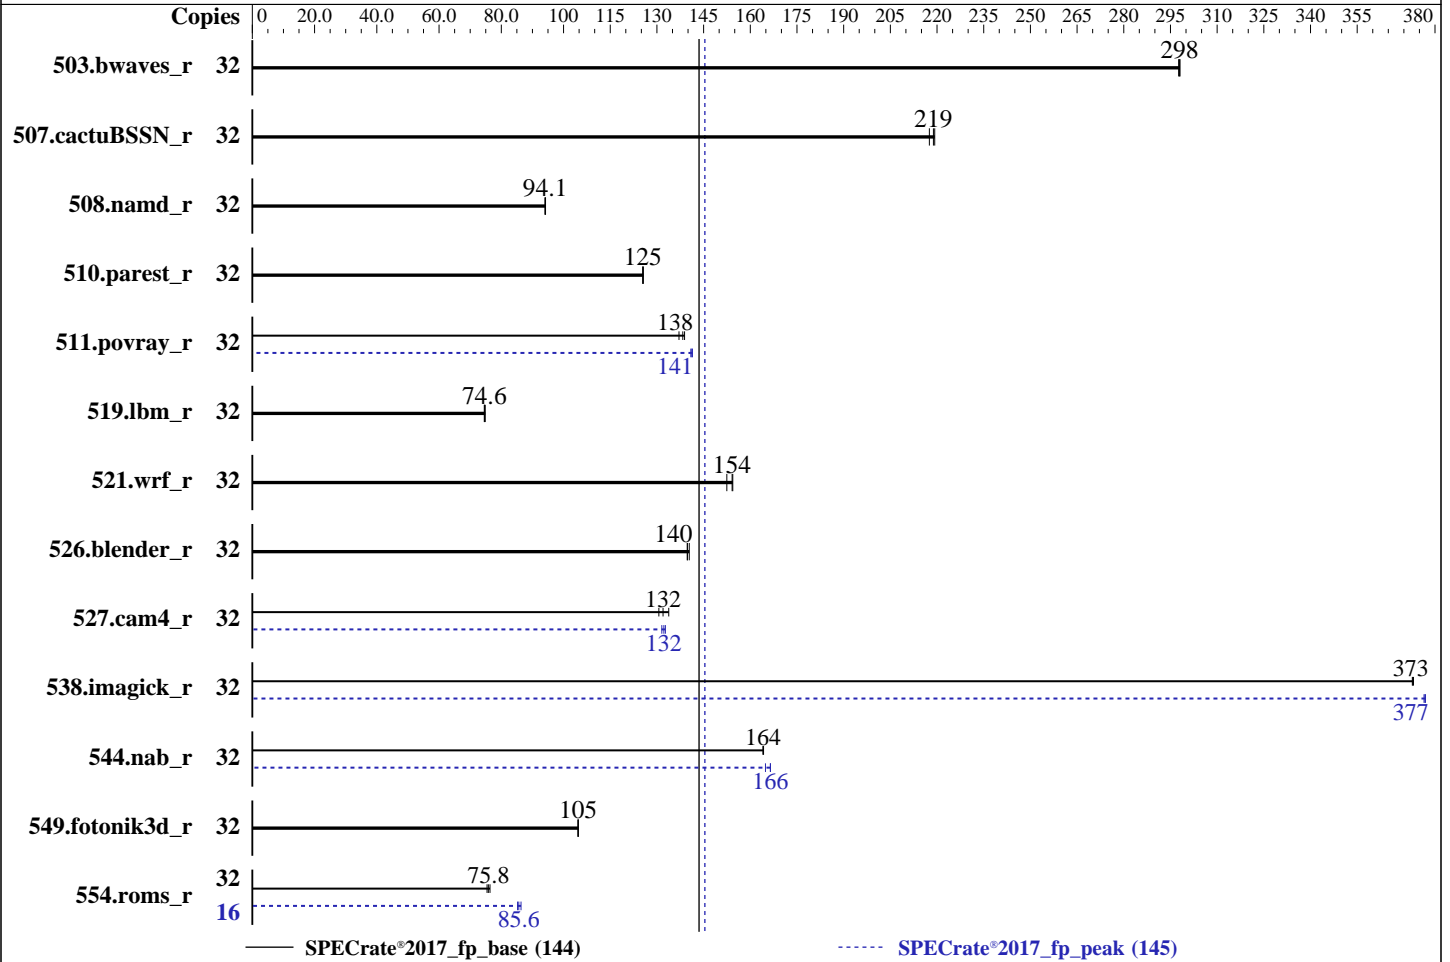 Copies 0 20.0 40.0 60.0 80.0 100 115 130 145 160 175 190 205 220 235 250 265 280 295 310 325 340 355 380
503.bwaves_r 32 298
507.cactuBSSN_r 32 219
508.namd_r 32 94.1
510.parest_r 32 125
511.povray_r 32 138
141
519.lbm_r 32 74.6
521.wrf_r 32 154
526.blender_r 32 140
527.cam4_r 32 132
132
538.imagick_r 32 373
377
544.nab_r 32 164
166
549.fotonik3d_r 32 105
554.roms_r 32 75.8
16 85.6
SPECrate®2017_fp_base (144) SPECrate®2017_fp_peak (145)